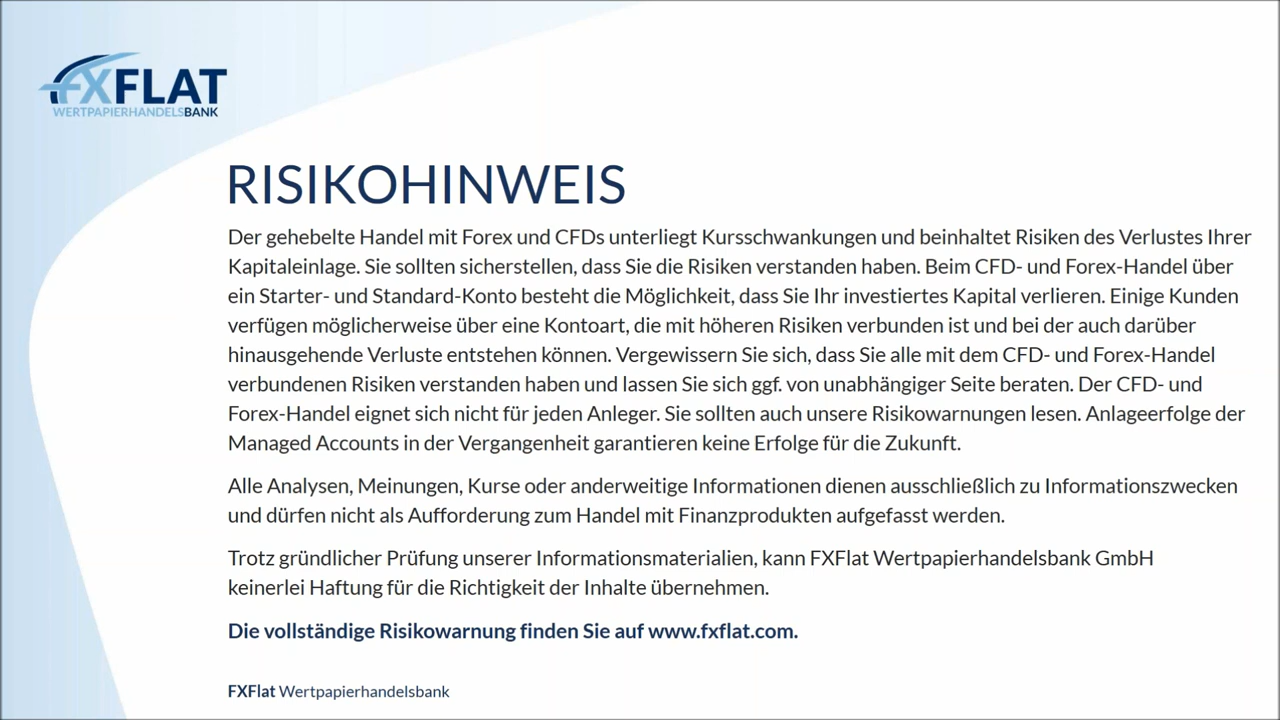 FXFLAT
WERTPAPIERHANDELSBANK
RISIKOHINWEIS
Der gehebelte Handel mit Forex und CFDs unterliegt Kursschwankungen und beinhaltet Risiken des Verlustes Ihrer
Kapitaleinlage. Sie sollten sicherstellen, dass Sie die Risiken verstanden haben. Beim CFD- und Forex-Handel über
ein Starter- und Standard-Konto besteht die Möglichkeit, dass Sie Ihr investiertes Kapital verlieren. Einige Kunden
verfügen möglicherweise über eine Kontoart, die mit höheren Risiken verbunden ist und bei der auch darüber
hinausgehende Verluste entstehen können. Vergewissern Sie sich, dass Sie alle mit dem CFD- und Forex-Handel
verbundenen Risiken verstanden haben und lassen Sie sich ggf. von unabhängiger Seite beraten. Der CFD- und
Forex-Handel eignet sich nicht für jeden Anleger. Sie sollten auch unsere Risikowarnungen lesen. Anlageerfolge der
Managed Accounts in der Vergangenheit garantieren keine Erfolge für die Zukunft.
Alle Analysen, Meinungen, Kurse oder anderweitige Informationen dienen ausschließlich zu Informationszwecken
und dürfen nicht als Aufforderung zum Handel mit Finanzprodukten aufgefasst werden.
Trotz gründlicher Prüfung unserer Informationsmaterialien, kann FXFlat Wertpapierhandelsbank GmbH
keinerlei Haftung für die Richtigkeit der Inhalte übernehmen.
Die vollständige Risikowarnung finden Sie auf www.fxflat.com.
FXFlat Wertpapierhandelsbank